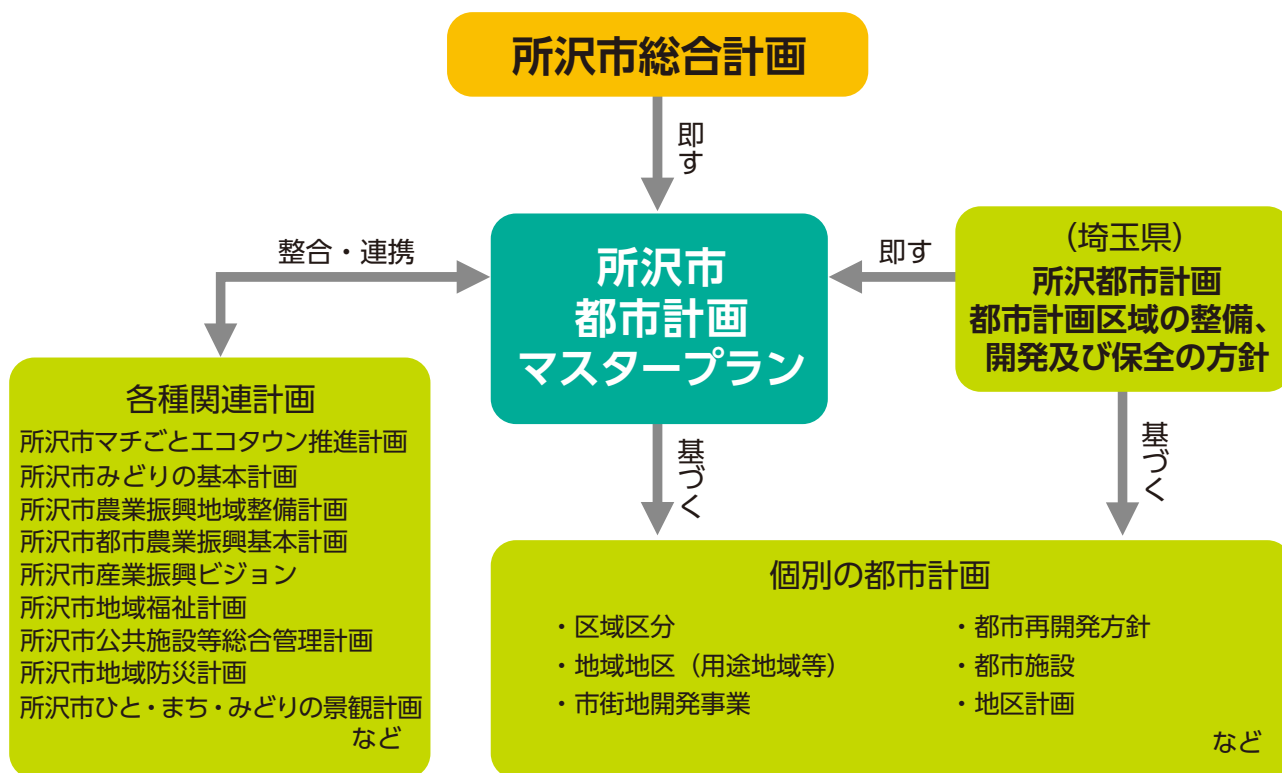 所沢市総合計画
即す
整合・連携
所沢市
都市計画
マスタープラン
即す
（埼玉県）
所沢都市計画
都市計画区域の整備、
開発及び保全の方針
各種関連計画
所沢市マチごとエコタウン推進計画
所沢市みどりの基本計画
所沢市農業振興地域整備計画
所沢市都市農業振興基本計画
所沢市産業振興ビジョン
所沢市地域福祉計画
所沢市公共施設等総合管理計画
所沢市地域防災計画
所沢市ひと・まち・みどりの景観計画
など
基づく
基づく
個別の都市計画
・区域区分
・地域地区（用途地域等）
・市街地開発事業
・都市再開発方針
・都市施設
・地区計画
など